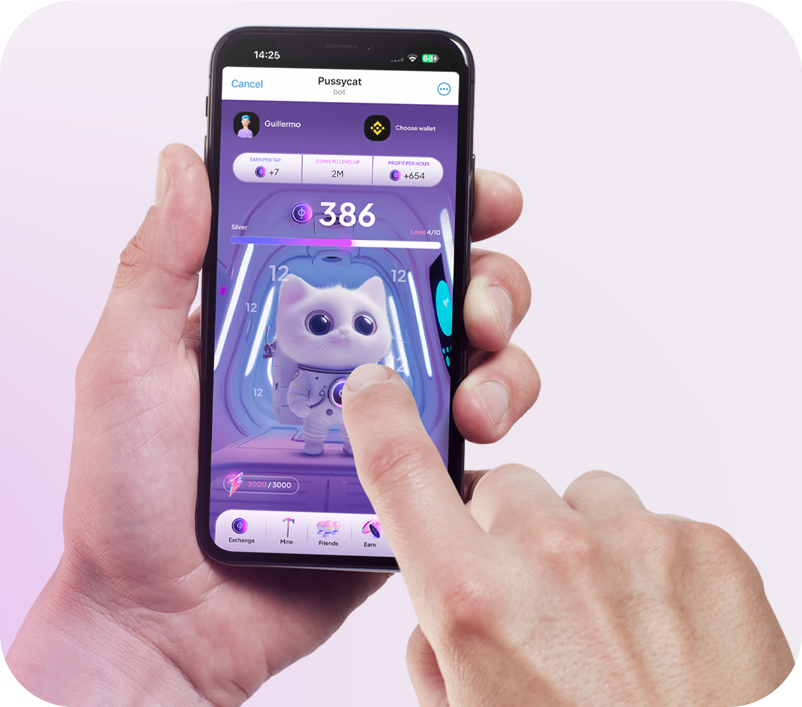 14:25
68
Cancel
Pussycat
bot
Guillermo
Choose wallet
EARN PER TAP:
COINS TO LEVEL UP
PROFIT PER HOUR
+7
2M
+654
386
Silver
Level 4/10
12
12
12
12
12
3000/3000
Exchange
Mine
Friends
Earn